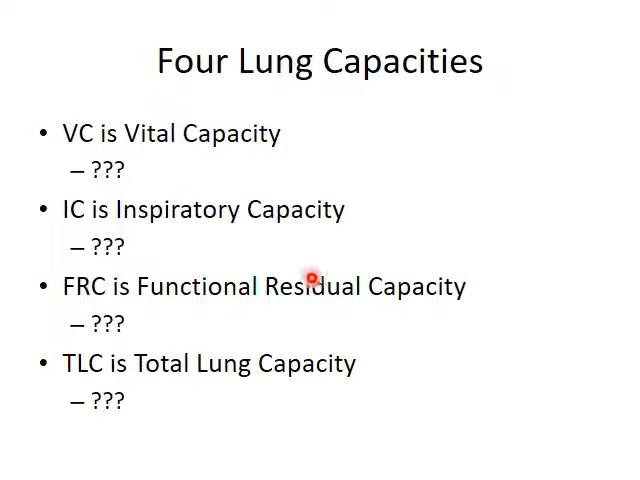 Four Lung Capacities
• VC is Vital Capacity
– ???
• IC is Inspiratory Capacity
– ???
• FRC is Functional Residual Capacity
– ???
• TLC is Total Lung Capacity
– ???